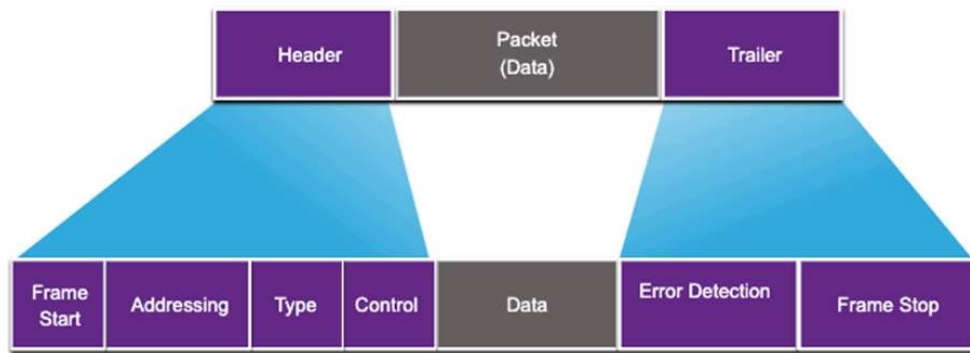 Header
Packet
(Data)
Trailer
Frame
Start
Addressing
Type
Control
Data
Error Detection
Frame Stop